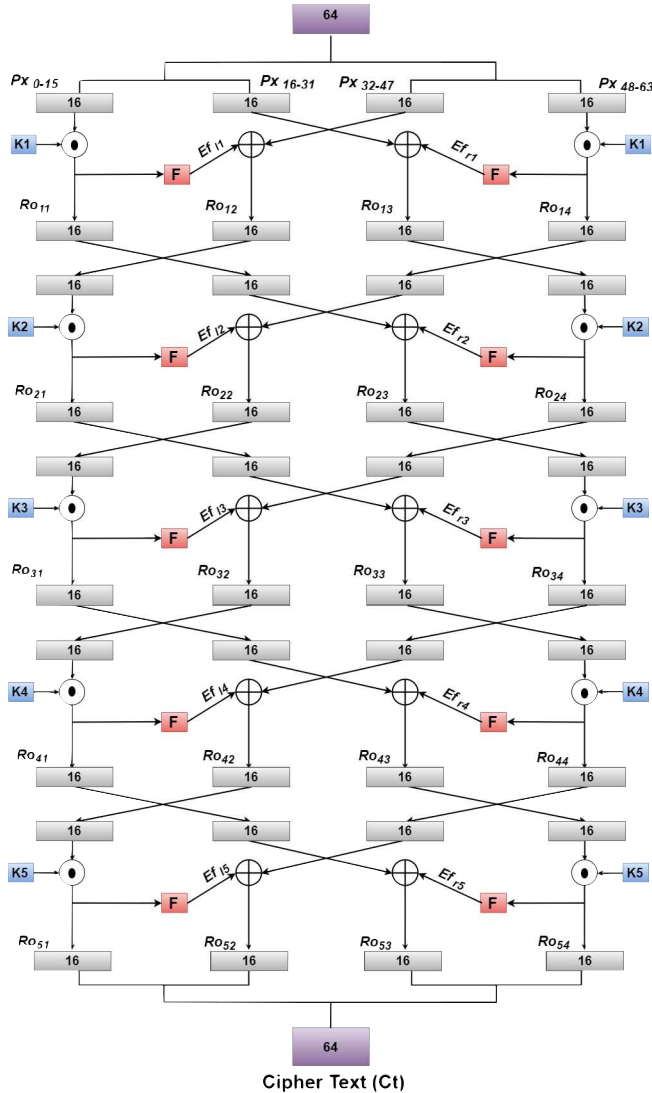 64
Px 0-15 Px 16-31 Px 32-47 Px 48-63
16 16 16 16
K1 Ef l1 Ef r1 K1
F F
Ro11 Ro12 Ro13 Ro14
16 16 16 16
16 16 16 16
K2 Ef l2 Ef r2 K2
F F
Ro21 Ro22 Ro23 Ro24
16 16 16 16
16 16 16 16
K3 Ef l3 Ef r3 K3
F F
Ro31 Ro32 Ro33 Ro34
16 16 16 16
16 16 16 16
K4 Ef l4 Ef r4 K4
F F
Ro41 Ro42 Ro43 Ro44
16 16 16 16
16 16 16 16
K5 Ef l5 Ef r5 K5
F F
Ro51 Ro52 Ro53 Ro54
16 16 16 16
64
Cipher Text (Ct)